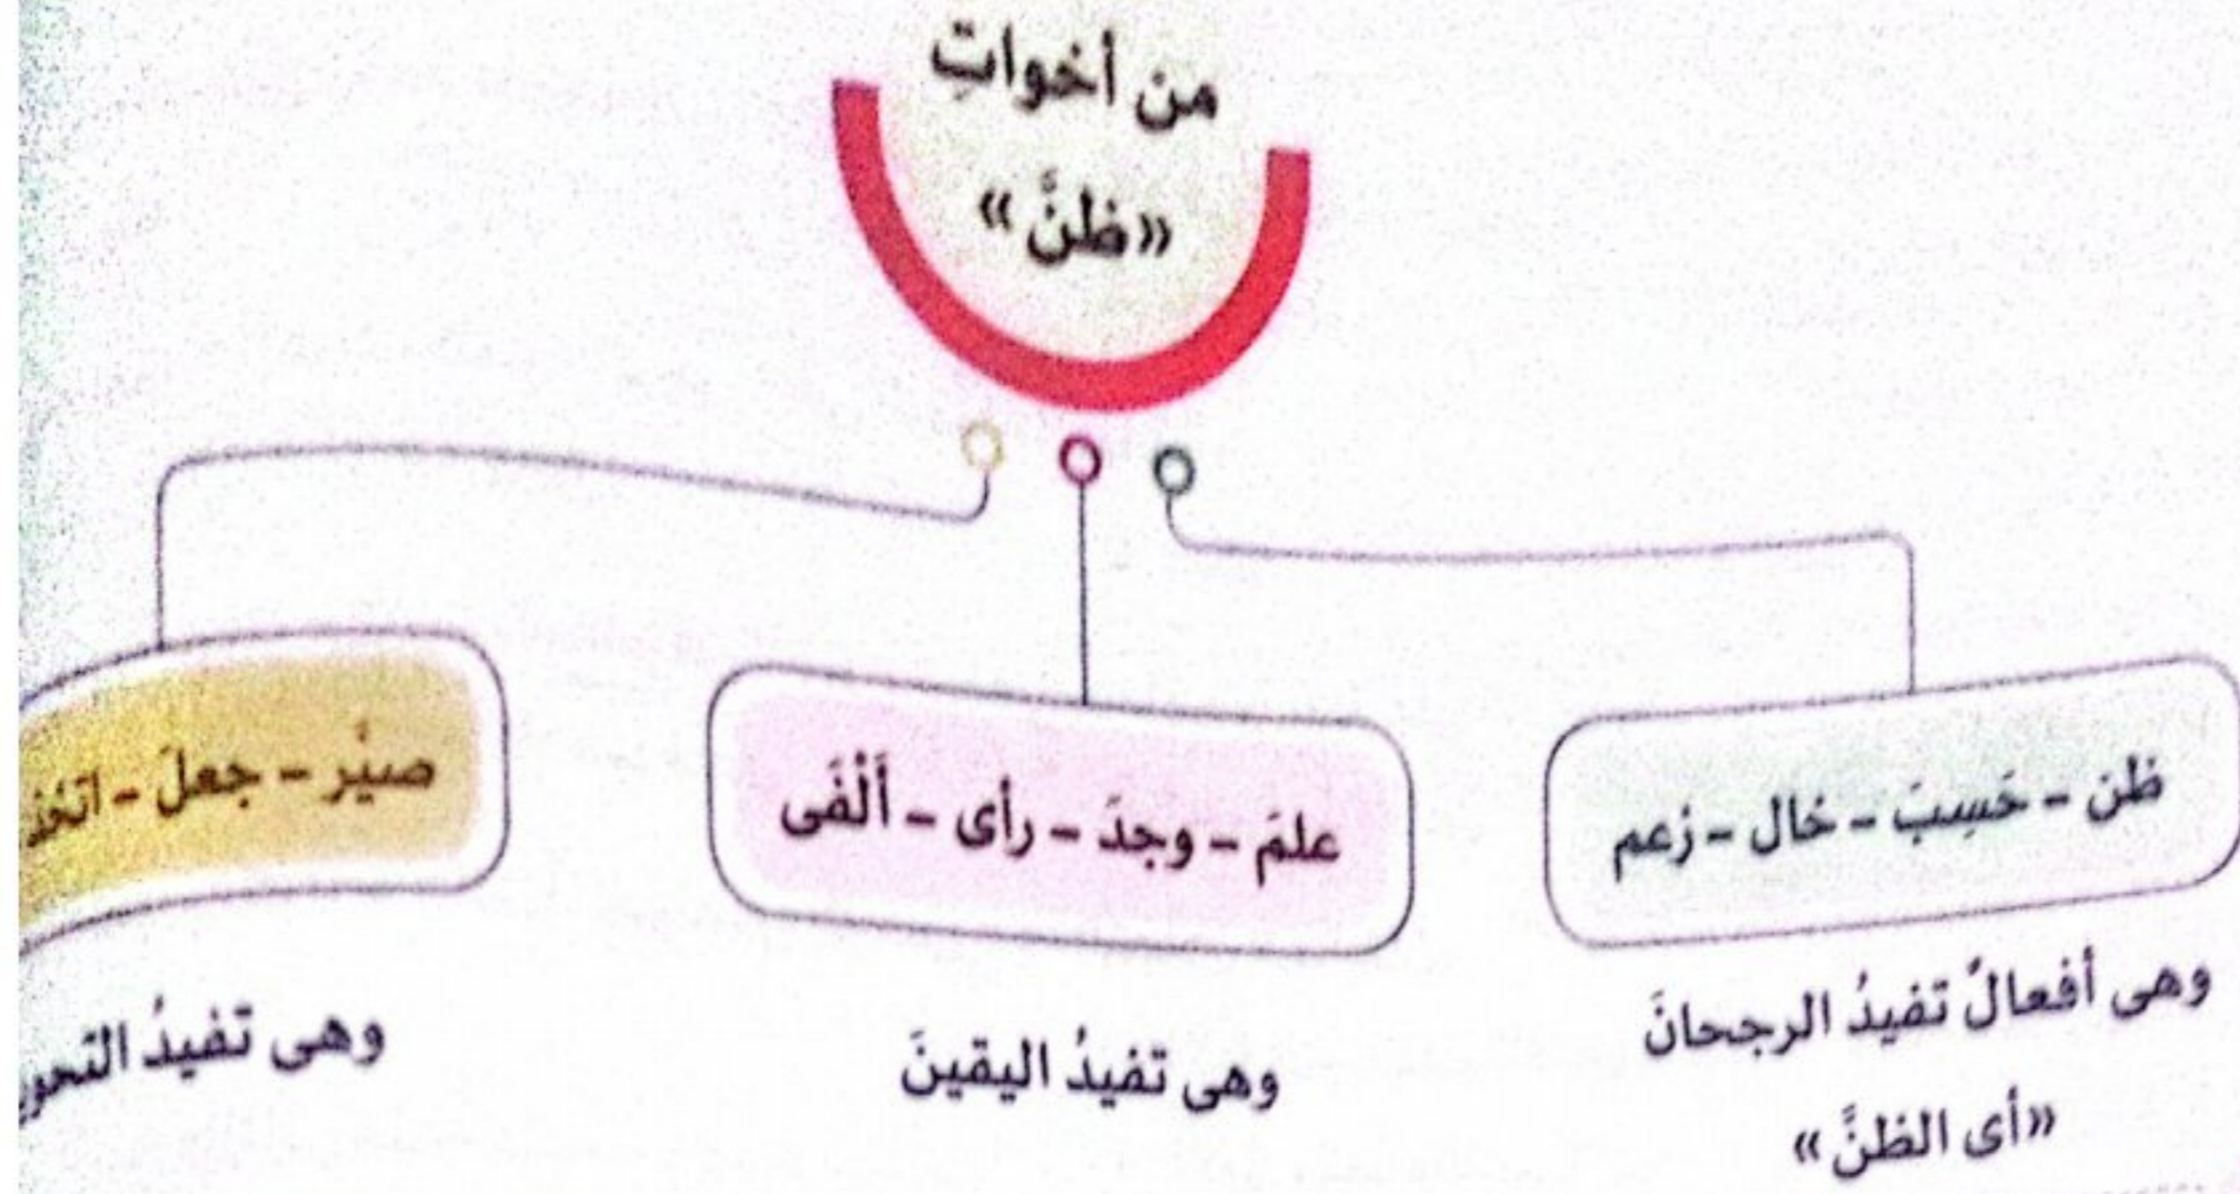 من أخواتِ
«ظنَّ»
ظن - حَسِبَ - خال - زعم
وهى أفعالٌ تفيدُ الرجحانَ
«أى الظنَّ»
علمَ - وجدَ - رأى - أَلْفَى
وهى تفيدُ اليقينَ
صيَّر - جعلَ - اتخذ
وهى تفيدُ